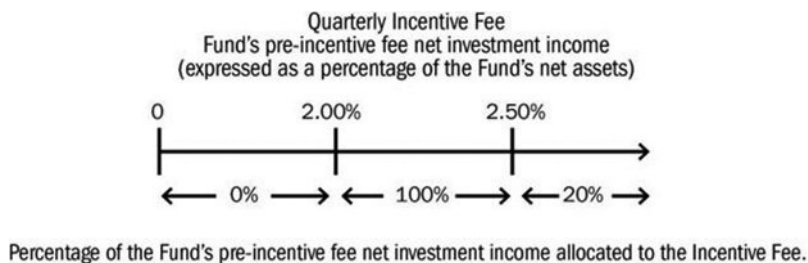 Quarterly Incentive Fee
Fund's pre-incentive fee net investment income
(expressed as a percentage of the Fund's net assets)
0 2.00% 2.50%
0% 100% 20%
Percentage of the Fund's pre-incentive fee net investment income allocated to the Incentive Fee.